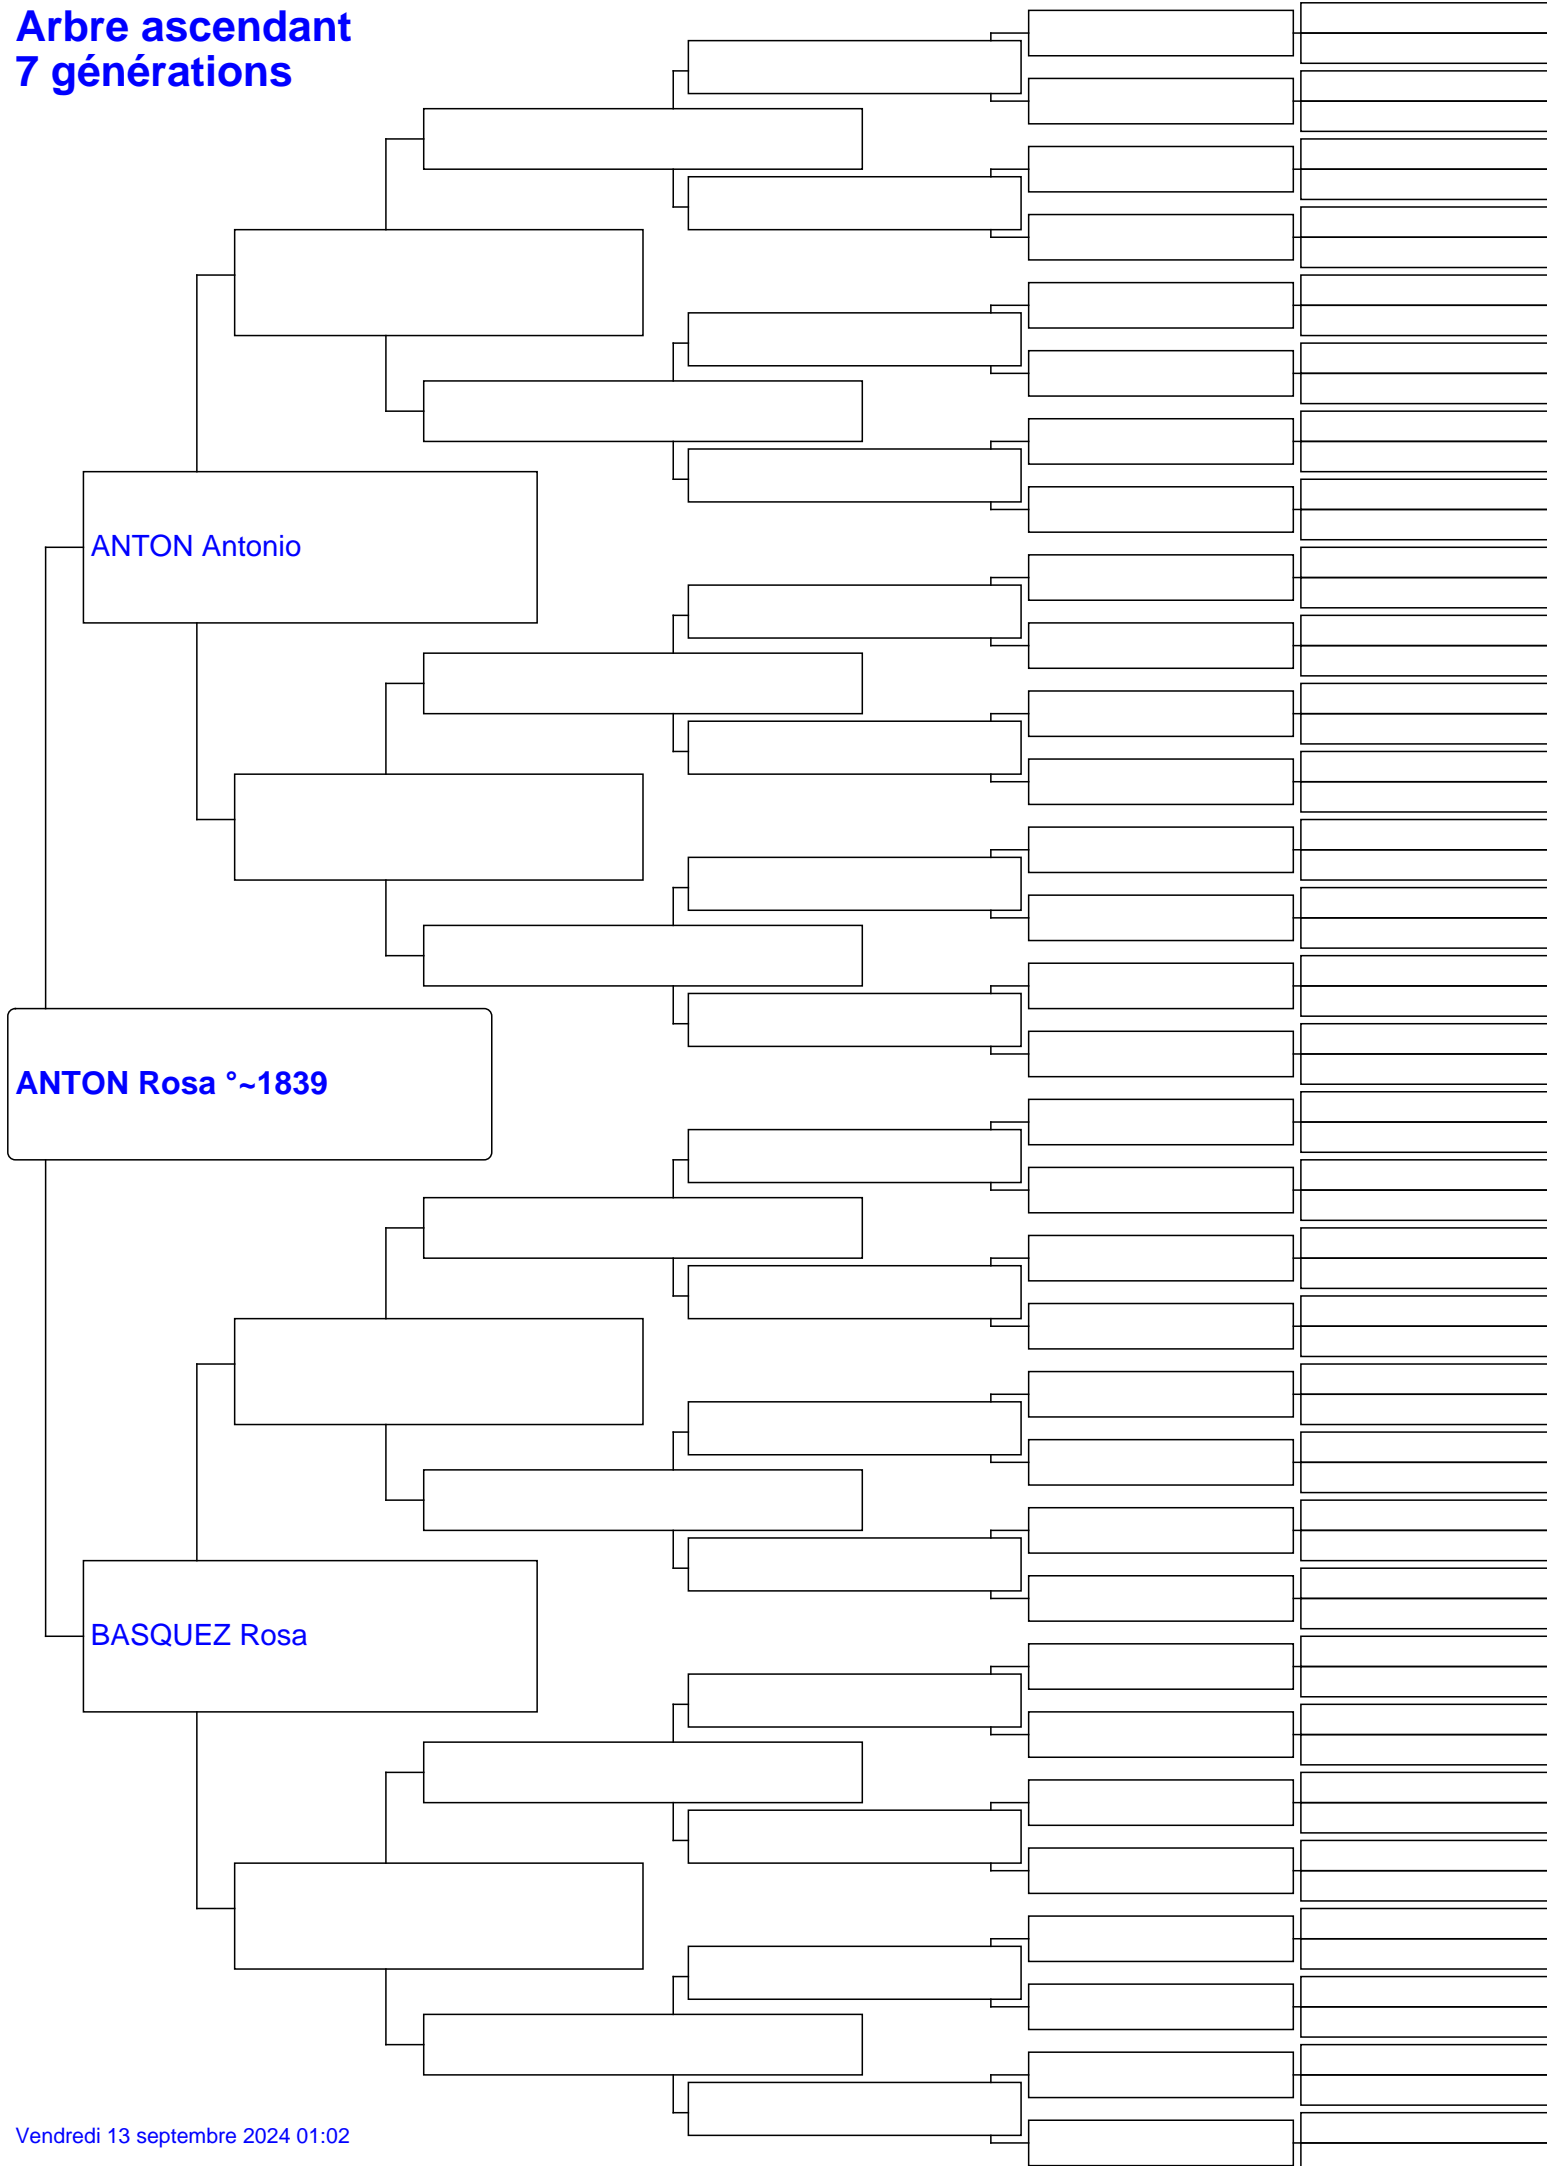 Arbre ascendant
7 générations
ANTON Antonio
ANTON Rosa °~1839
BASQUEZ Rosa
Vendredi 13 septembre 2024 01:02